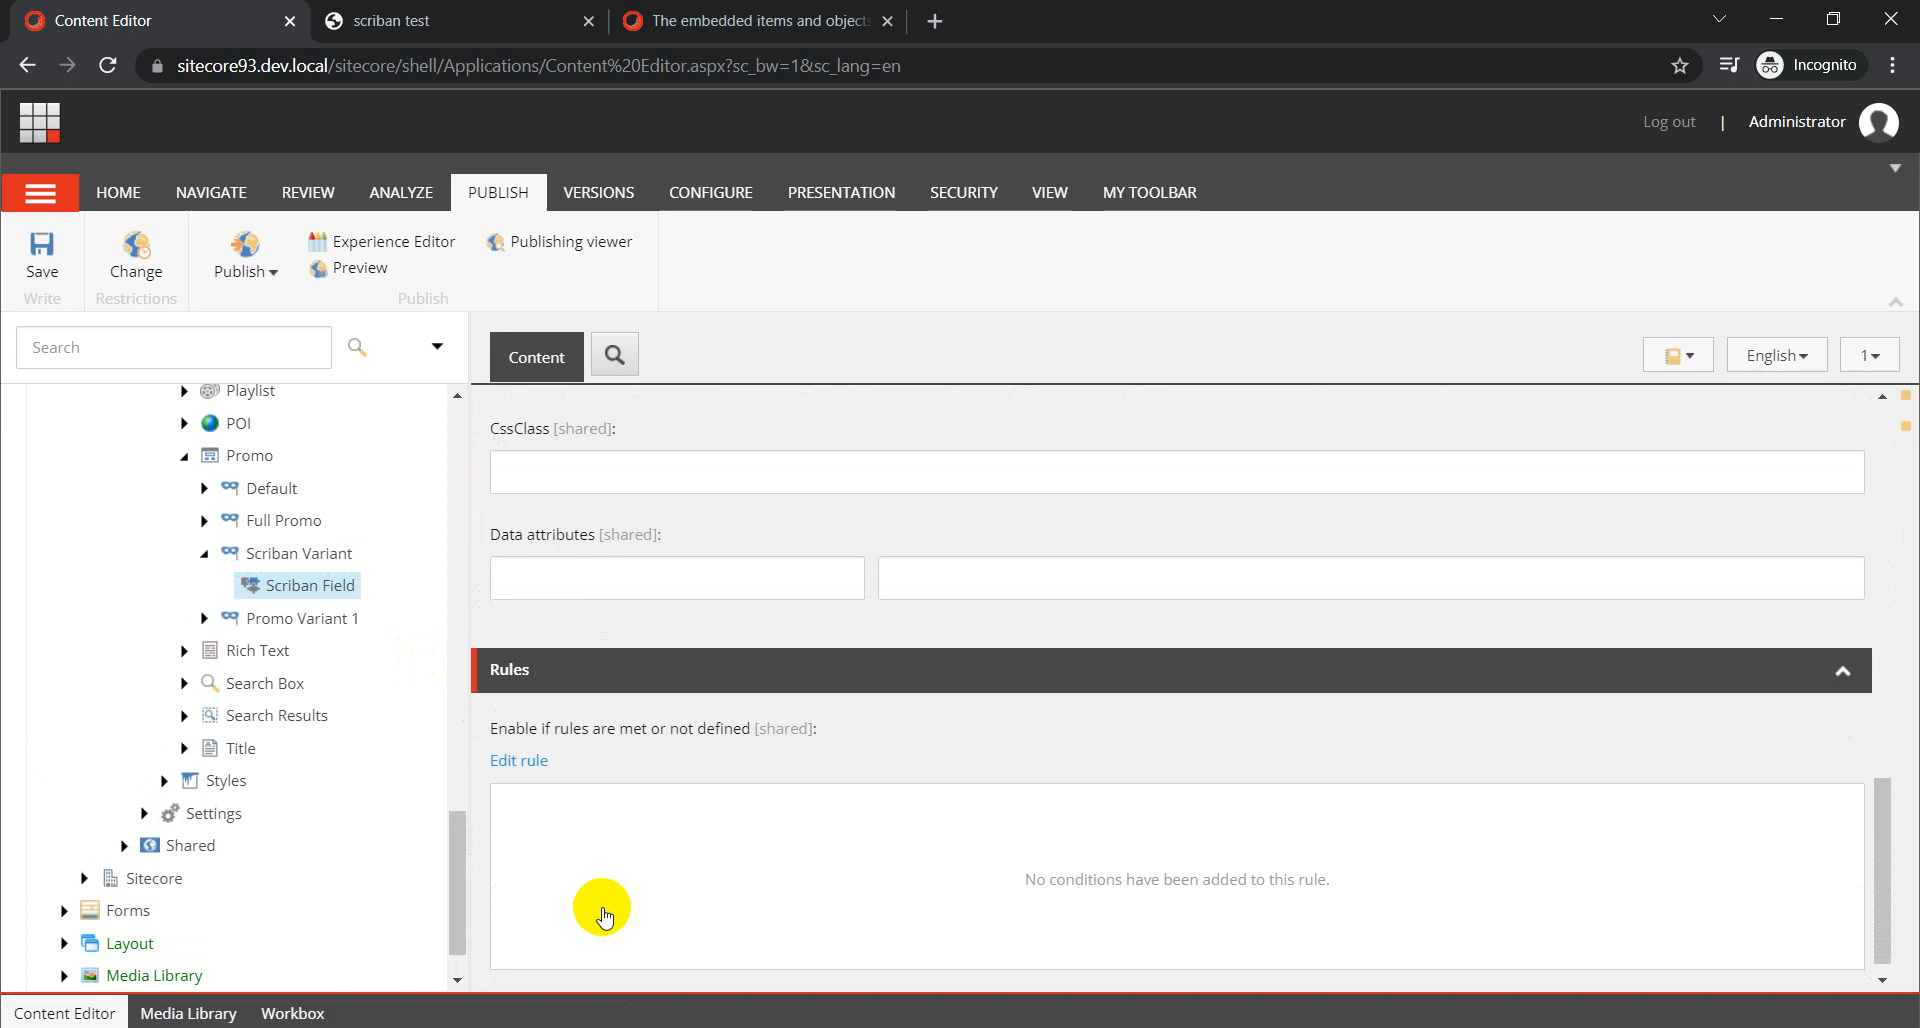 Content Editor
scriban test
The embedded items and objects
sitecore93.dev.local/sitecore/shell/Applications/Content%20Editor.aspx?sc_bw=1&sc_lang=en
Incognito
Log out | Administrator
HOME NAVIGATE REVIEW ANALYZE PUBLISH VERSIONS CONFIGURE PRESENTATION SECURITY VIEW MY TOOLBAR
Save
Write
Change
Restrictions
Publish
Experience Editor
Preview
Publishing viewer
Publish
Search
Content
English
1
Playlist
POI
Promo
Default
Full Promo
Scriban Variant
Scriban Field
Promo Variant 1
Rich Text
Search Box
Search Results
Title
Styles
Settings
Shared
Sitecore
Forms
Layout
Media Library
CssClass [shared]:
Data attributes [shared]:
Rules
Enable if rules are met or not defined [shared]:
Edit rule
No conditions have been added to this rule.
Content Editor Media Library Workbox